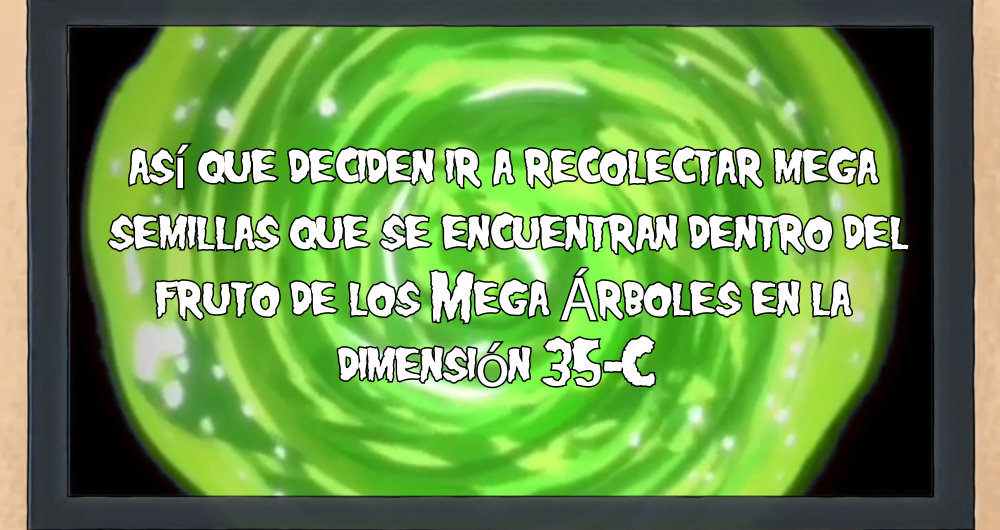 así que deciden ir a recolectar mega
semillas que se encuentran dentro del
fruto de los Mega Árboles en la
dimensión 35-C